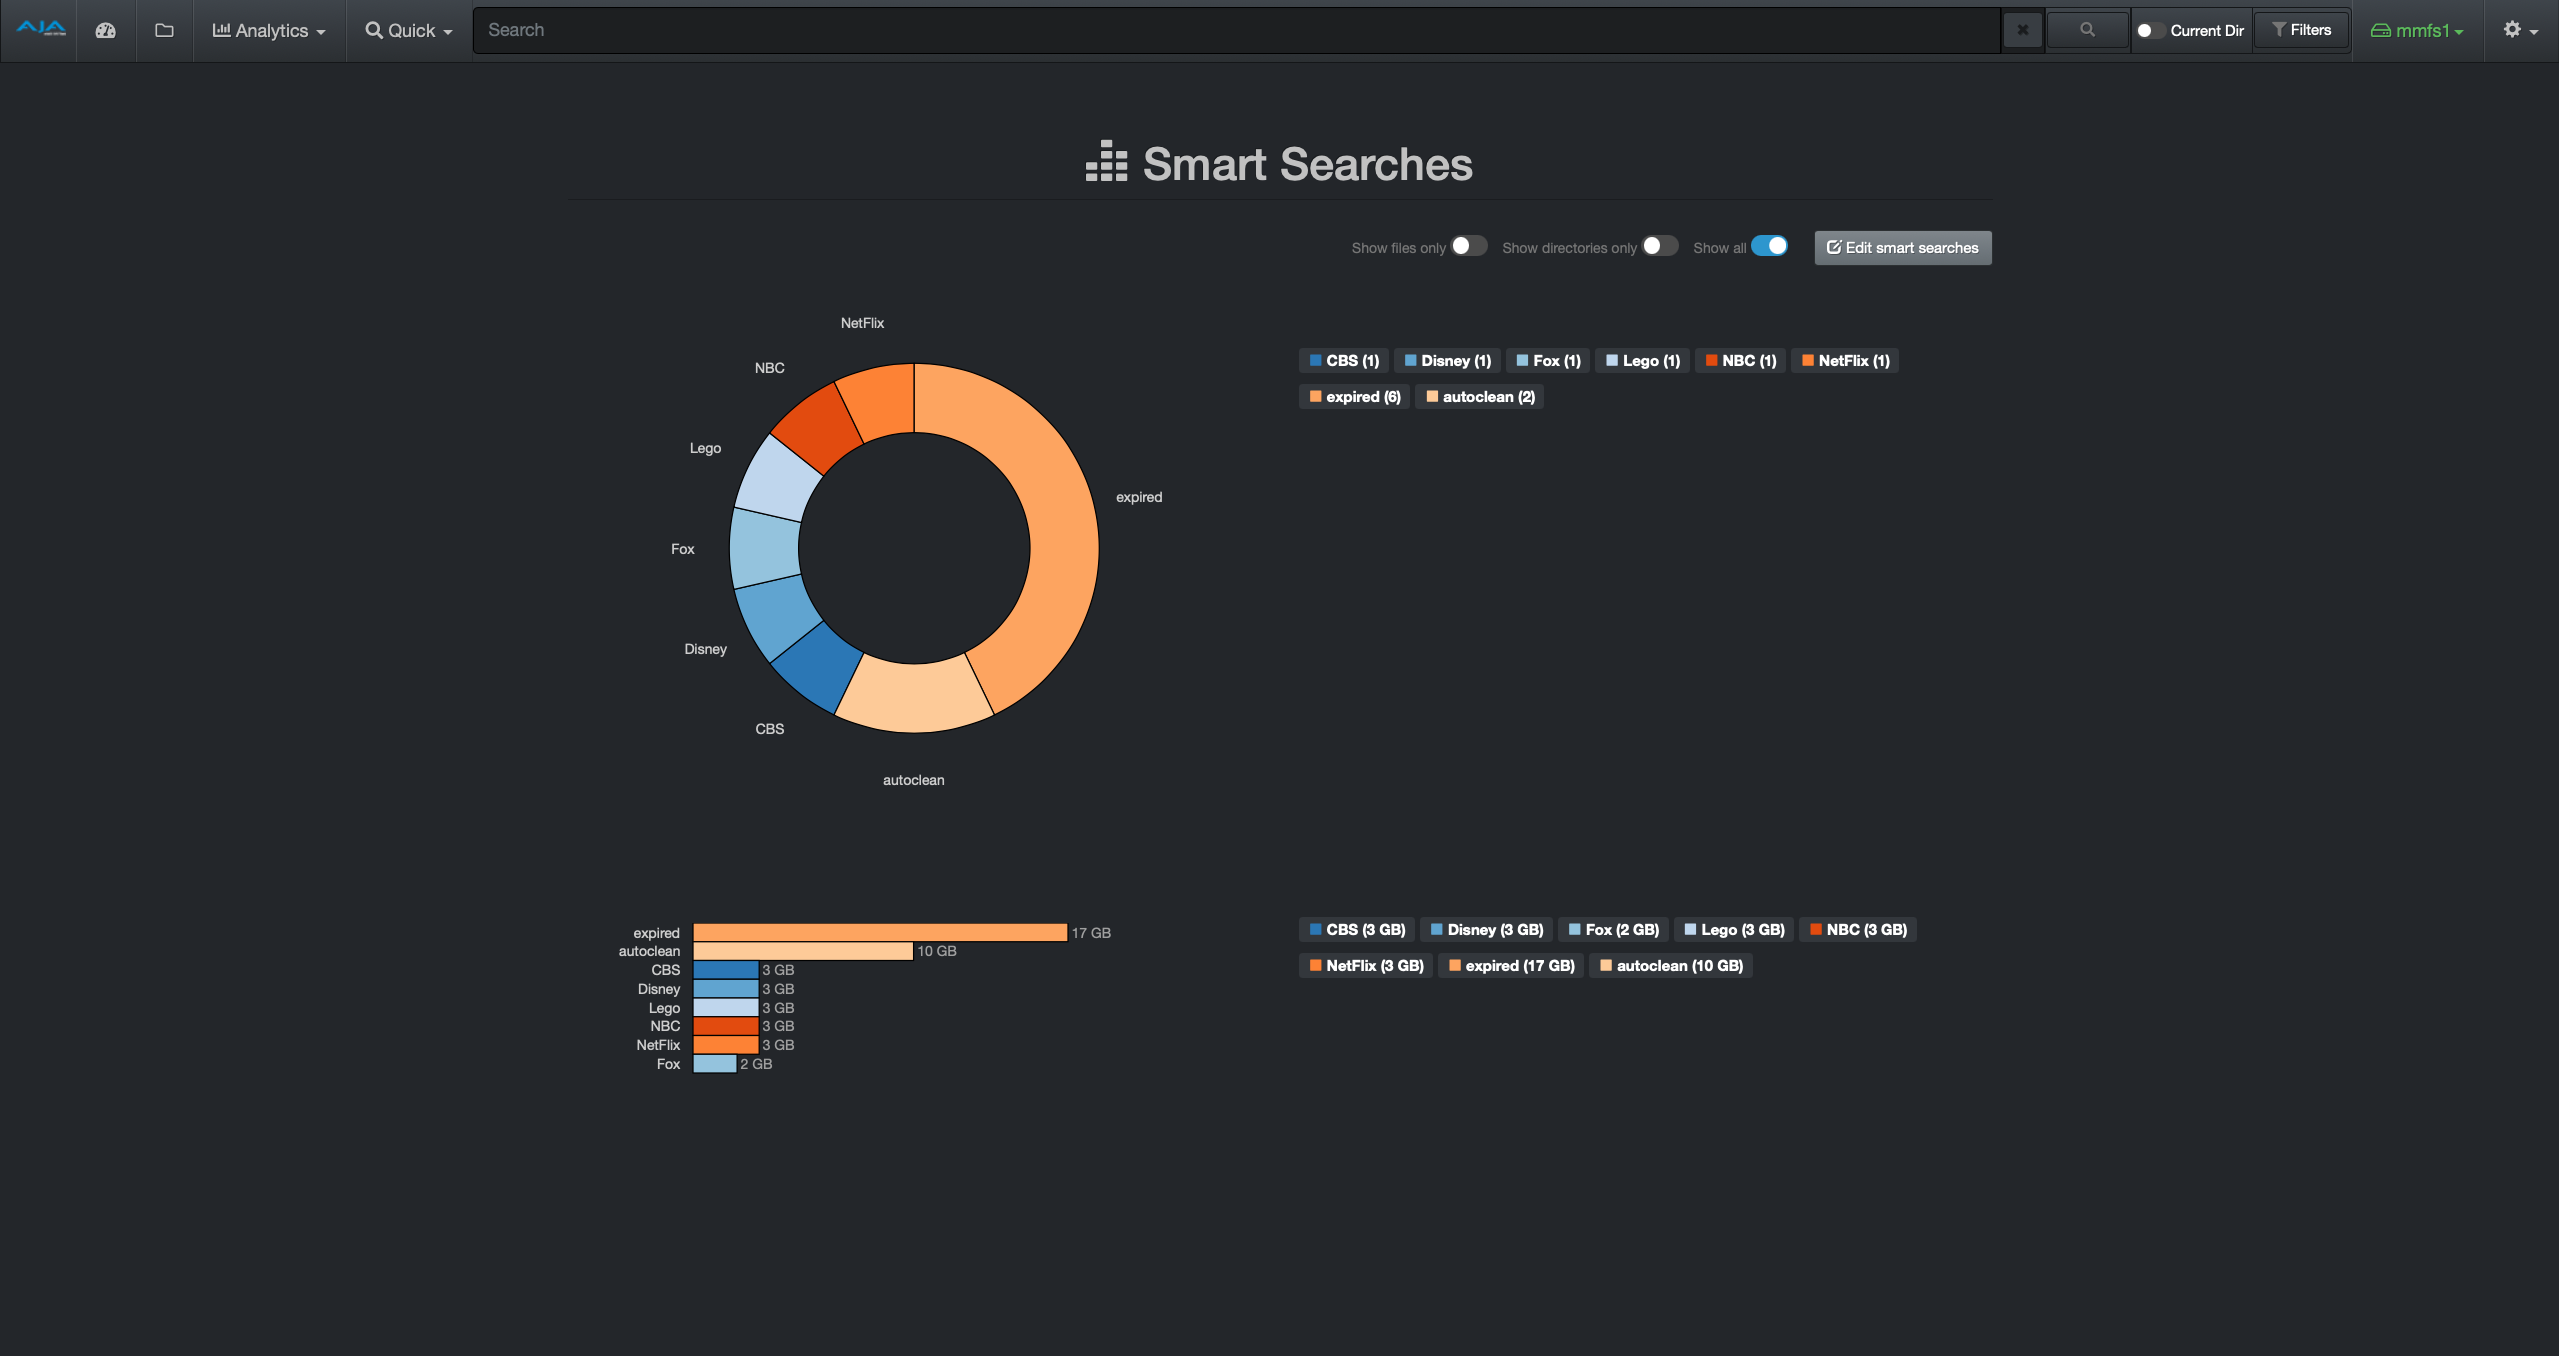 AJA Analytics Quick Search Current Dir Filters mmfs1
Smart Searches
Show files only Show directories only Show all Edit smart searches
NetFlix
NBC
Lego
Fox
Disney
CBS
autoclean
expired
CBS (1) Disney (1) Fox (1) Lego (1) NBC (1) NetFlix (1)
expired (6) autoclean (2)
expired 17 GB
autoclean 10 GB
CBS 3 GB
Disney 3 GB
Lego 3 GB
NBC 3 GB
NetFlix 3 GB
Fox 2 GB
CBS (3 GB) Disney (3 GB) Fox (2 GB) Lego (3 GB) NBC (3 GB)
NetFlix (3 GB) expired (17 GB) autoclean (10 GB)